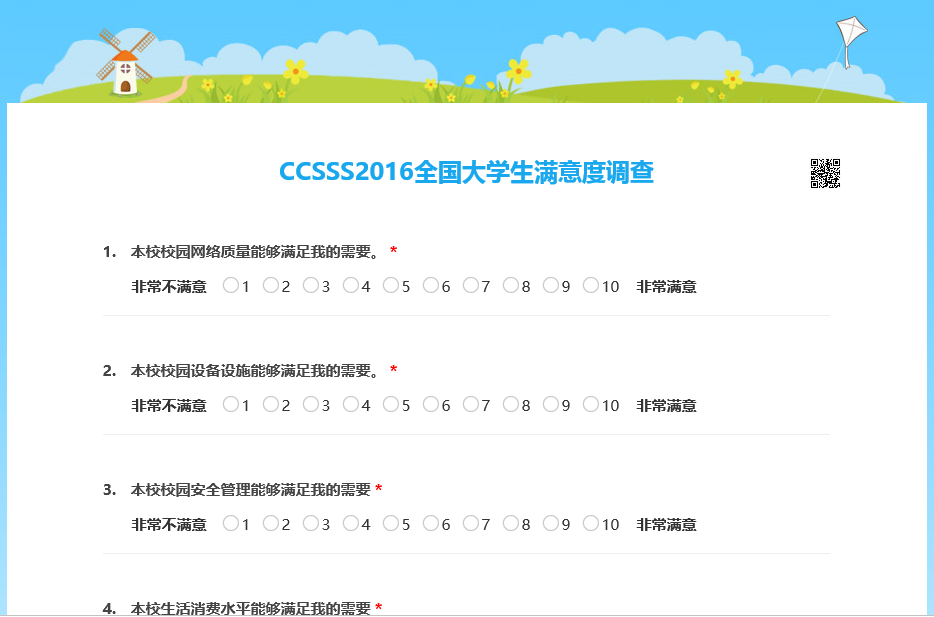 CCSSS2016全国大学生满意度调查
1. 本校校园网络质量能够满足我的需要。 *
非常不满意 1 2 3 4 5 6 7 8 9 10 非常满意
2. 本校校园设备设施能够满足我的需要。 *
非常不满意 1 2 3 4 5 6 7 8 9 10 非常满意
3. 本校校园安全管理能够满足我的需要 *
非常不满意 1 2 3 4 5 6 7 8 9 10 非常满意
4. 本校生活消费水平能够满足我的需要 *